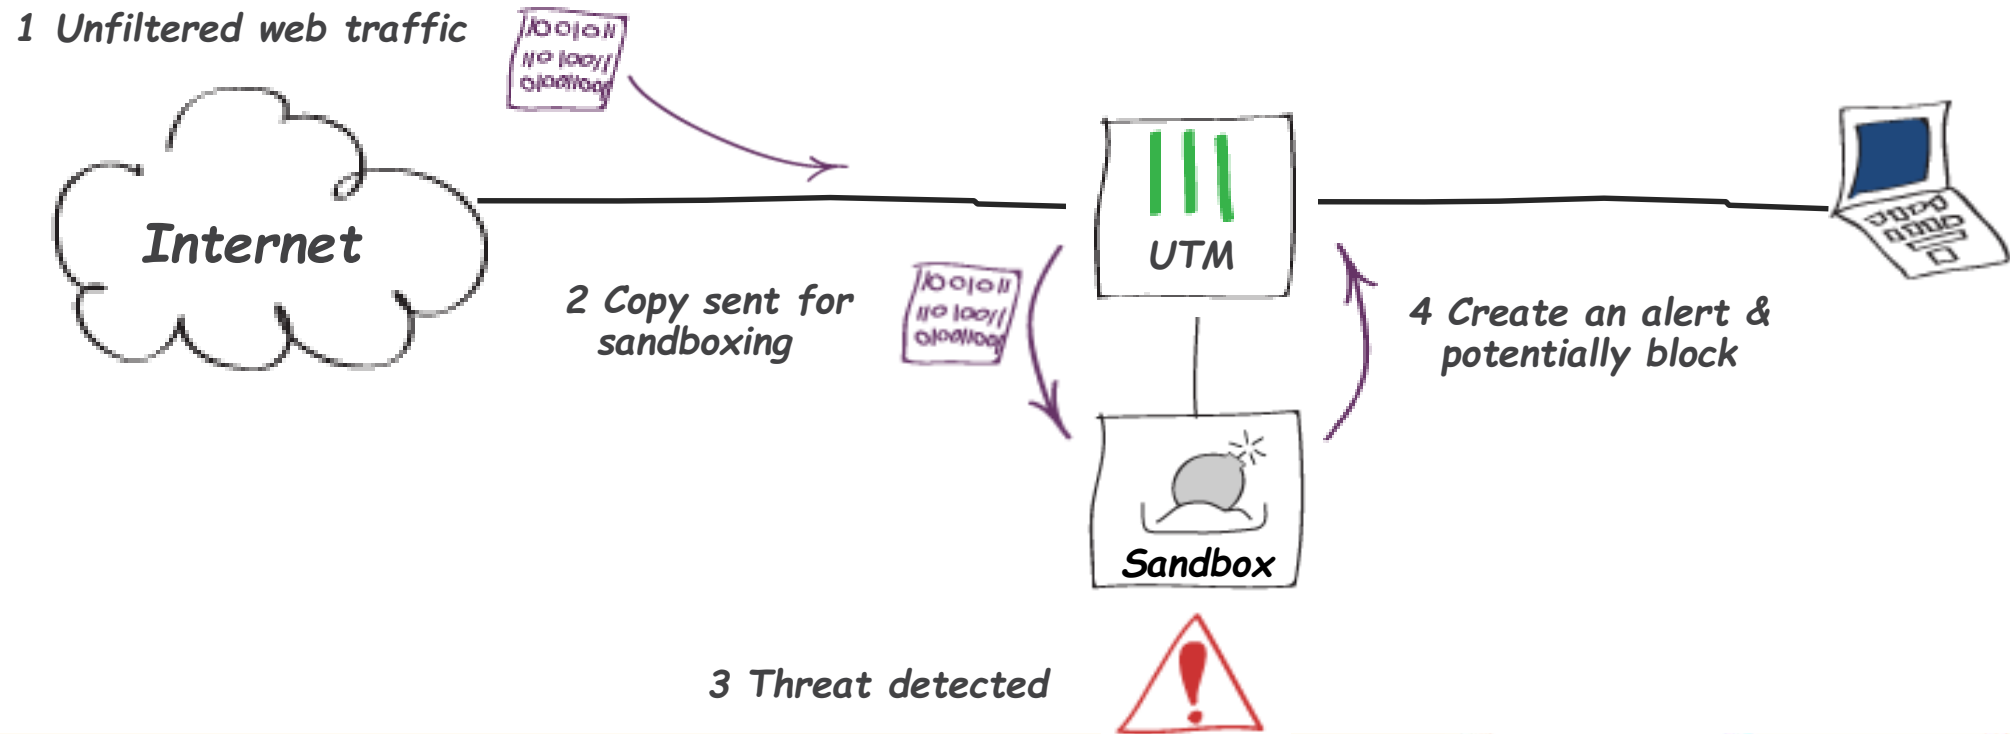 1 Unfiltered web traffic
Internet
UTM
2 Copy sent for
sandboxing
4 Create an alert &
potentially block
Sandbox
3 Threat detected